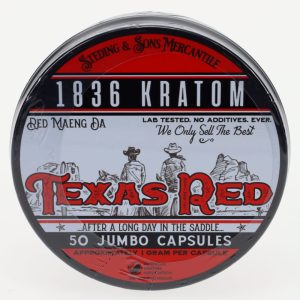 Steding & Sons Mercantile
1836 KRATOM
Red Maeng Da
LAB TESTED. NO ADDITIVES. EVER.
We Only Sell The Best
TEXAS RED
...AFTER A LONG DAY IN THE SADDLE...
50 JUMBO CAPSULES
APPROXIMATELY 1 GRAM PER CAPSULE